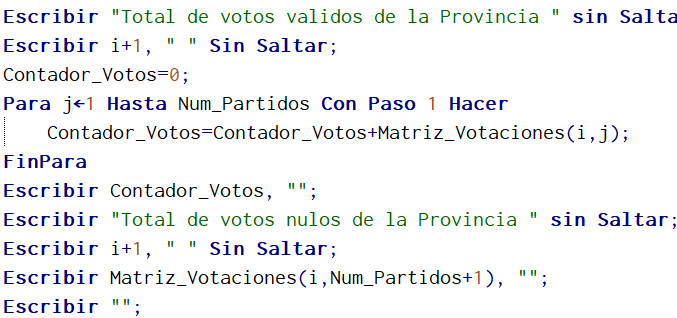 Escribir "Total de votos validos de la Provincia " sin Salta
Escribir i+1, " " Sin Saltar;
Contador_Votos=0;
Para j←1 Hasta Num_Partidos Con Paso 1 Hacer
Contador_Votos=Contador_Votos+Matriz_Votaciones(i,j);
FinPara
Escribir Contador_Votos, "";
Escribir "Total de votos nulos de la Provincia " sin Saltar;
Escribir i+1, " " Sin Saltar;
Escribir Matriz_Votaciones(i,Num_Partidos+1), "";
Escribir "";